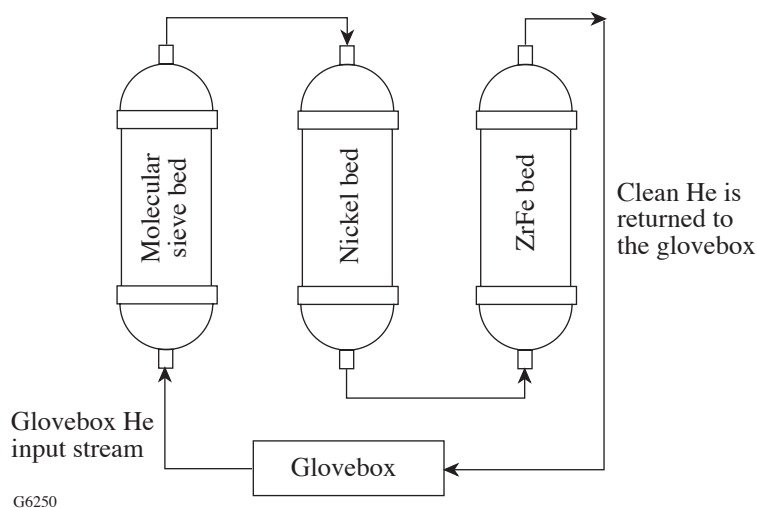 Molecular
sieve bed
Nickel bed
ZrFe bed
Clean He is
returned to
the glovebox
Glovebox He
input stream
Glovebox
G6250